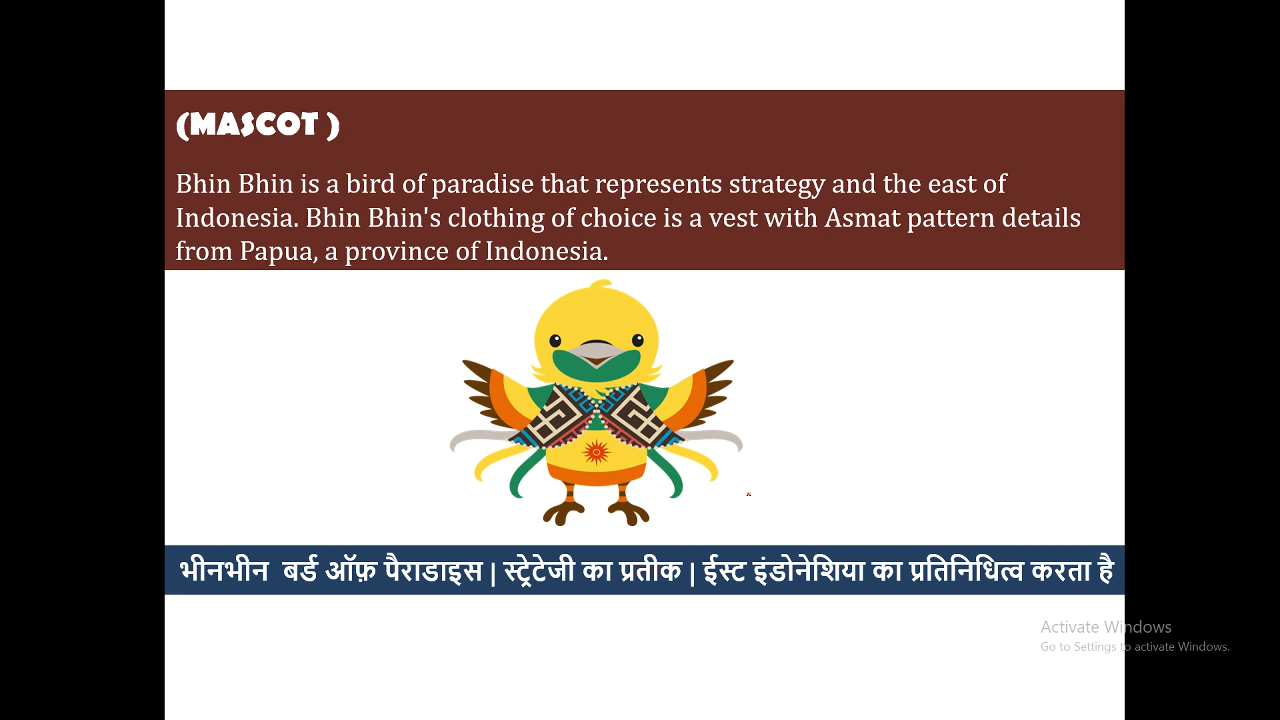 (MASCOT )
Bhin Bhin is a bird of paradise that represents strategy and the east of
Indonesia. Bhin Bhin's clothing of choice is a vest with Asmat pattern details
from Papua, a province of Indonesia.
भीनभीन  बर्ड ऑफ़ पैराडाइस | स्ट्रेटेजी का प्रतीक | ईस्ट इंडोनेशिया का प्रतिनिधित्व करता है
Activate Windows
Go to Settings to activate Windows.